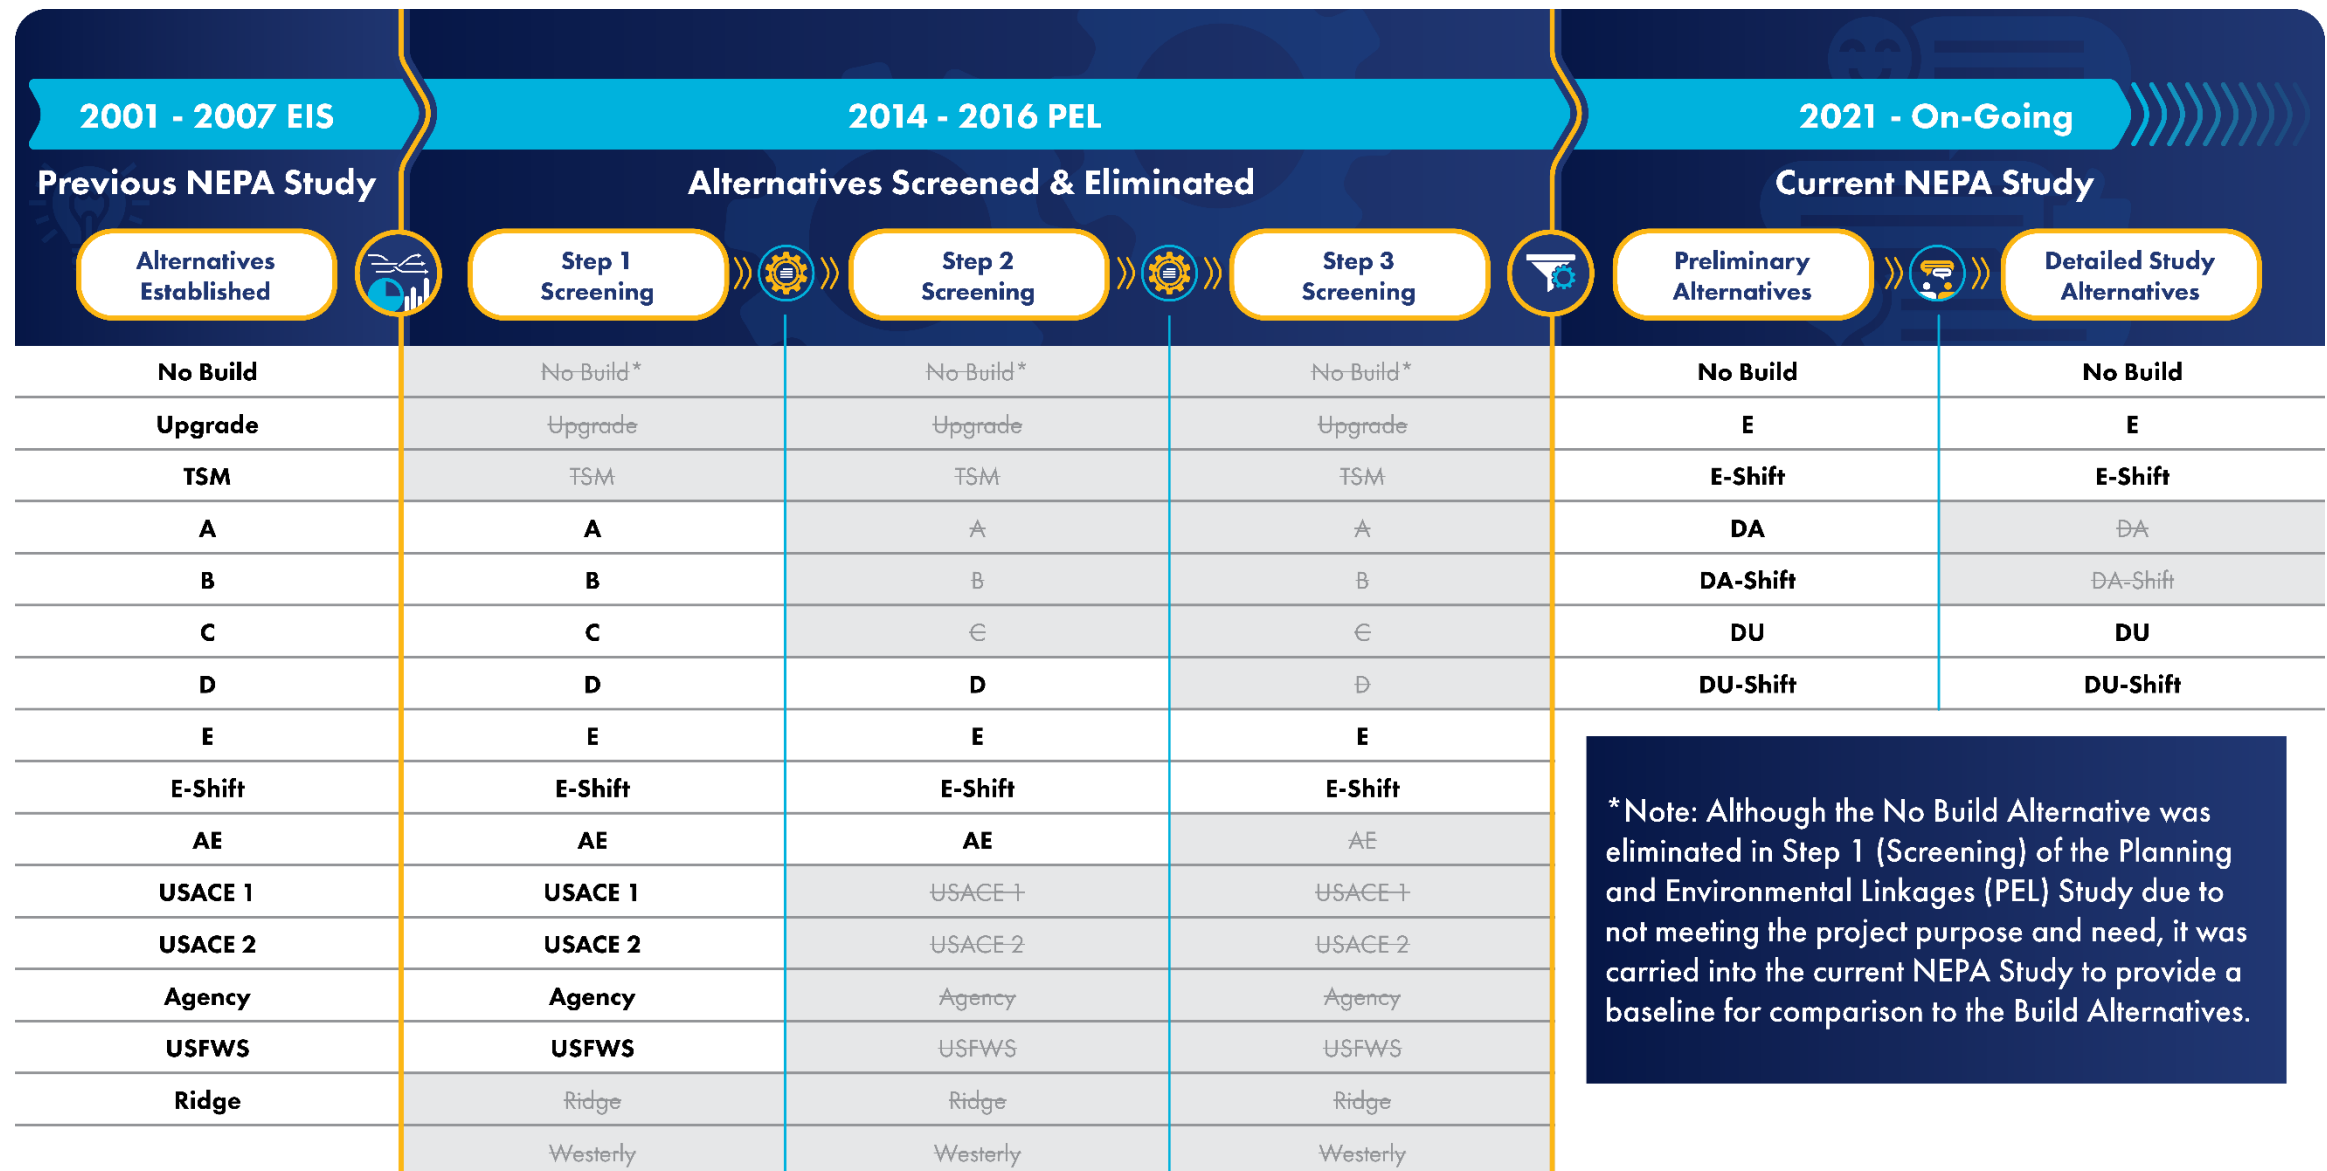 2001 - 2007 EIS
2014 - 2016 PEL
2021 - On-Going
Previous NEPA Study
Alternatives Screened & Eliminated
Current NEPA Study
Alternatives
Established
Step 1
Screening
Step 2
Screening
Step 3
Screening
Preliminary
Alternatives
Detailed Study
Alternatives
No Build No Build* No Build* No Build* No Build No Build
Upgrade Upgrade Upgrade Upgrade E E
TSM TSM TSM TSM E-Shift E-Shift
A A A A DA DA
B B B B DA-Shift DA-Shift
C C C C DU DU
D D D D DU-Shift DU-Shift
E E E E
E-Shift E-Shift E-Shift E-Shift
AE AE AE AE
USACE 1 USACE 1 USACE 1 USACE 1
USACE 2 USACE 2 USACE 2 USACE 2
Agency Agency Agency Agency
USFWS USFWS USFWS USFWS
Ridge Ridge Ridge Ridge
Westerly Westerly Westerly
*Note: Although the No Build Alternative was
eliminated in Step 1 (Screening) of the Planning
and Environmental Linkages (PEL) Study due to
not meeting the project purpose and need, it was
carried into the current NEPA Study to provide a
baseline for comparison to the Build Alternatives.